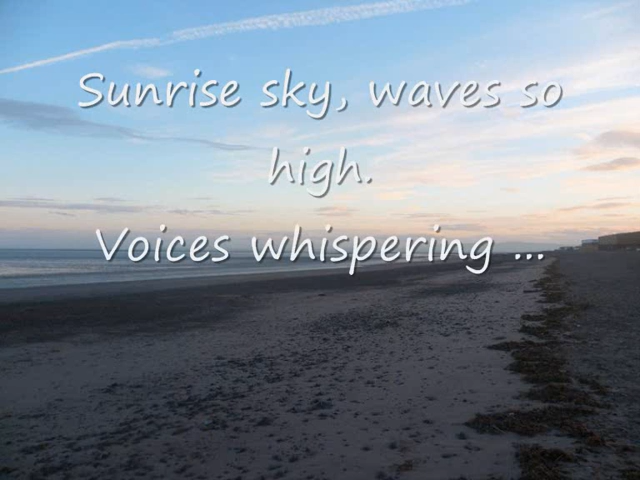 Sunrise sky, waves so
high.
Voices whispering ...